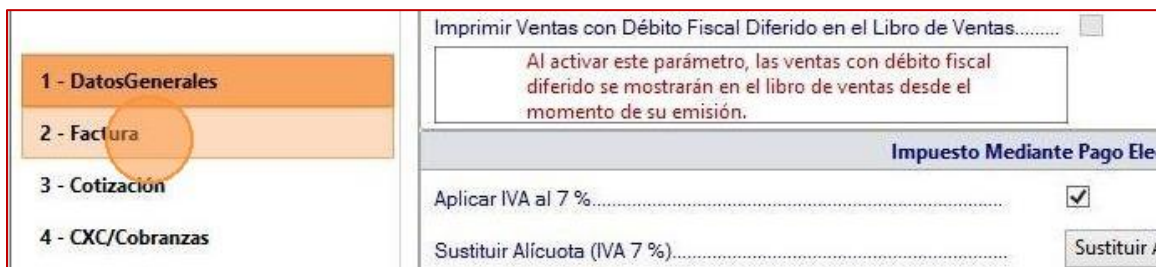 1 - DatosGenerales
2 - Factura
3 - Cotización
4 - CXC/Cobranzas
Imprimir Ventas con Débito Fiscal Diferido en el Libro de Ventas.........
Al activar este parámetro, las ventas con débito fiscal
diferido se mostrarán en el libro de ventas desde el
momento de su emisión.
Impuesto Mediante Pago Ele
Aplicar IVA al 7 %....................................................................................
Sustituir Alícuota (IVA 7 %)....................................................................
Sustituir A